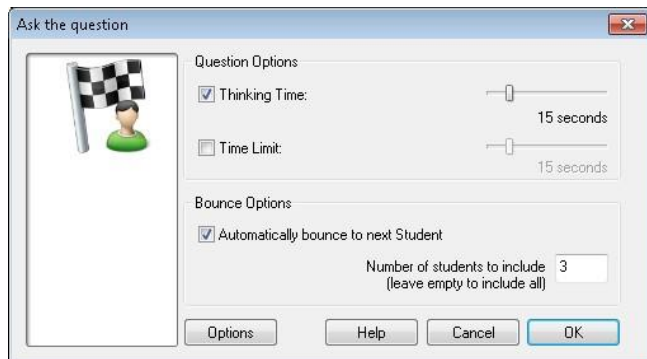 Ask the question
Question Options
Thinking Time:
15 seconds
Time Limit:
15 seconds
Bounce Options
Automatically bounce to next Student
Number of students to include 3
(leave empty to include all)
Options Help Cancel OK